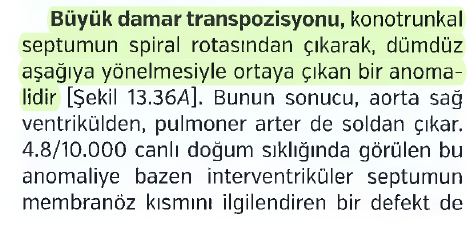 Büyük damar transpozisyonu, konotrunkal
septumun spiral rotasından çıkarak, dümdüz
aşağıya yönelmesiyle ortaya çıkan bir anoma-
lidir [Şekil 13.36A]. Bunun sonucu, aorta sağ
ventrikülden, pulmoner arter de soldan çıkar.
4.8/10.000 canlı doğum sıklığında görülen bu
anomaliye bazen interventriküler septumun
membranöz kısmını ilgilendiren bir defekt de